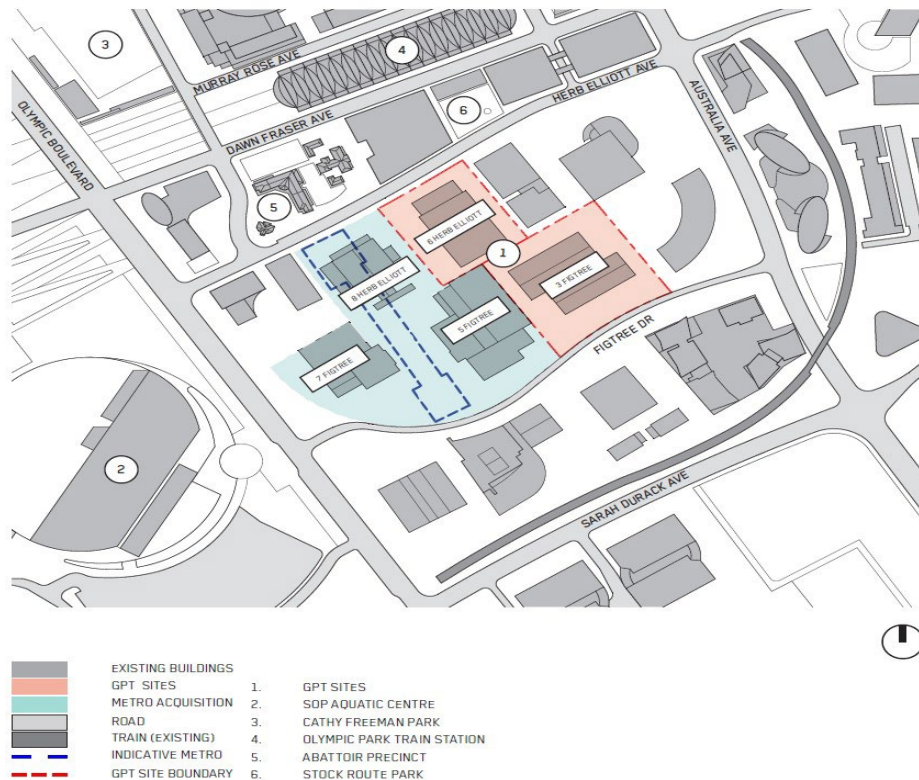 3
4
MURRAY ROSE AVE
OLYMPIC BOULEVARD
DAWN FRASER AVE
6
HERB ELLIOTT AVE
AUSTRALIA AVE
5
6 HERB ELLIOTT
1
8 HERB ELLIOTT
3 FIGTREE
5 FIGTREE
FIGTREE DR
7 FIGTREE
2
SARAH DURACK AVE
EXISTING BUILDINGS
GPT SITES
METRO ACQUISITION
ROAD
TRAIN (EXISTING)
INDICATIVE METRO
GPT SITE BOUNDARY
1. GPT SITES
2. SOP AQUATIC CENTRE
3. CATHY FREEMAN PARK
4. OLYMPIC PARK TRAIN STATION
5. ABATTOIR PRECINCT
6. STOCK ROUTE PARK